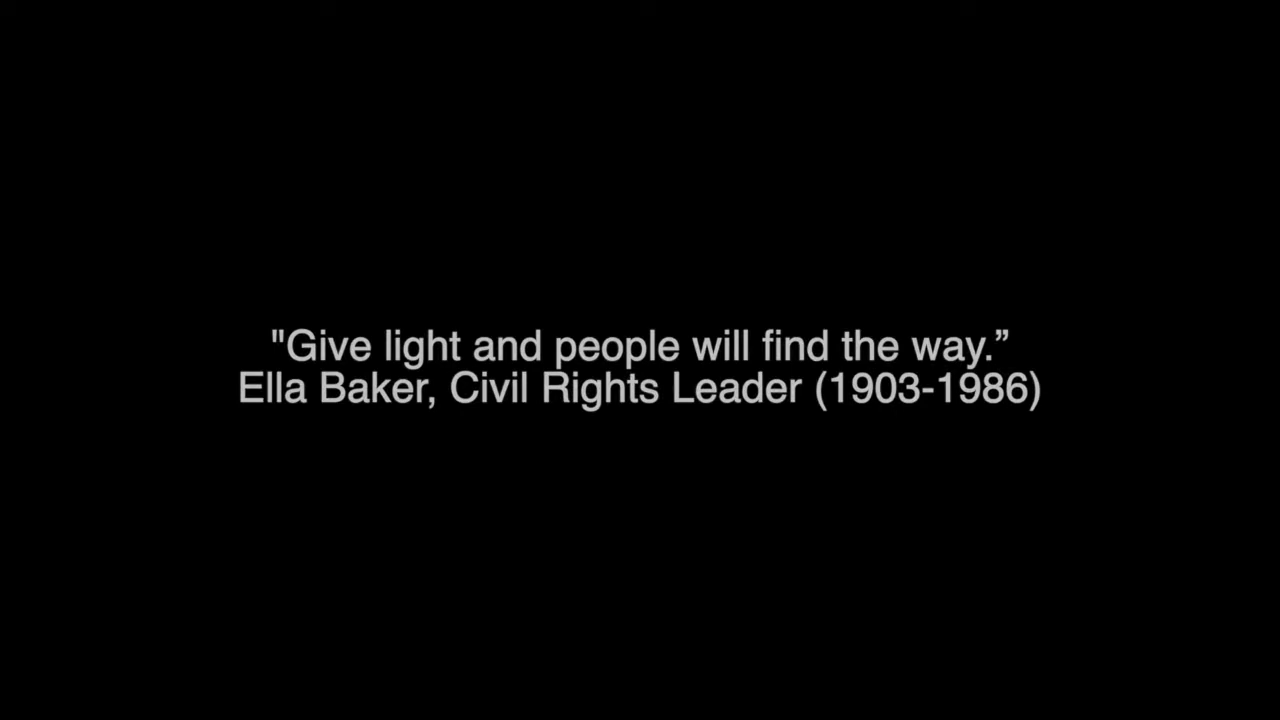 "Give light and people will find the way.”
Ella Baker, Civil Rights Leader (1903-1986)